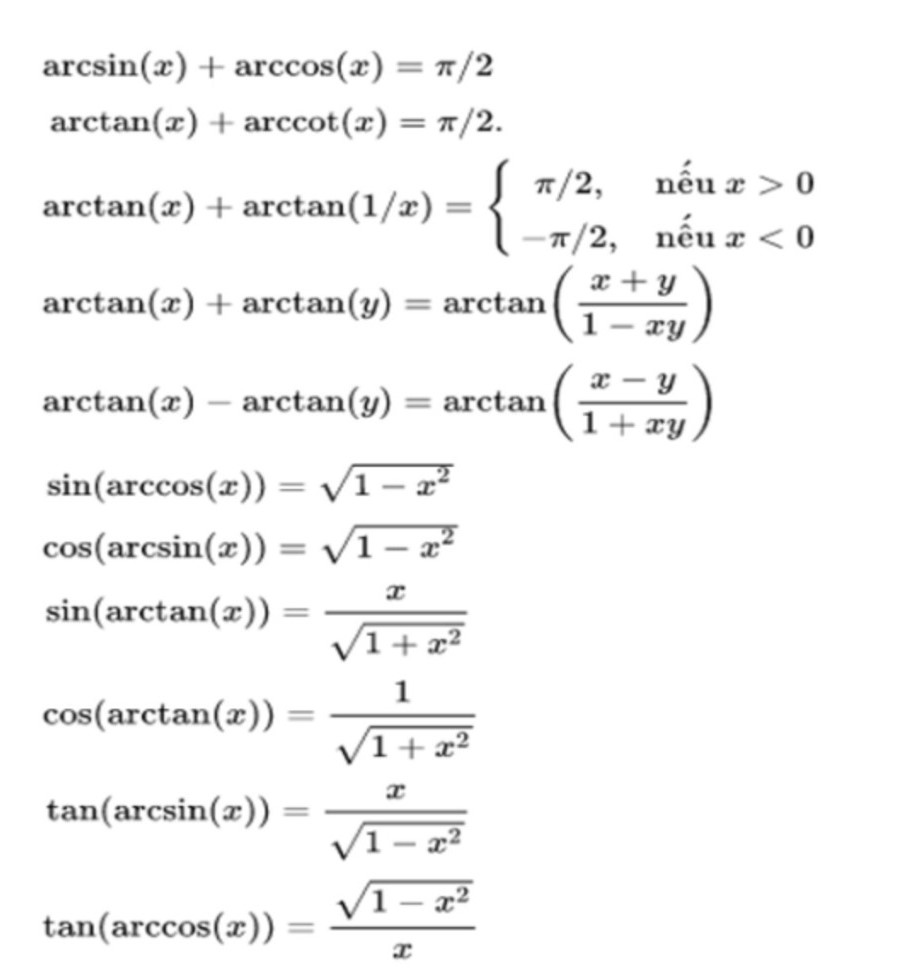 arcsin(x) + arccos(x) = π/2
arctan(x) + arccot(x) = π/2.
arctan(x) + arctan(1/x) = { π/2, nếu x > 0
−π/2, nếu x < 0
arctan(x) + arctan(y) = arctan((x + y)/(1 − xy))
arctan(x) − arctan(y) = arctan((x − y)/(1 + xy))
sin(arccos(x)) = √(1 − x²)
cos(arcsin(x)) = √(1 − x²)
sin(arctan(x)) = x/√(1 + x²)
cos(arctan(x)) = 1/√(1 + x²)
tan(arcsin(x)) = x/√(1 − x²)
tan(arccos(x)) = √(1 − x²)/x